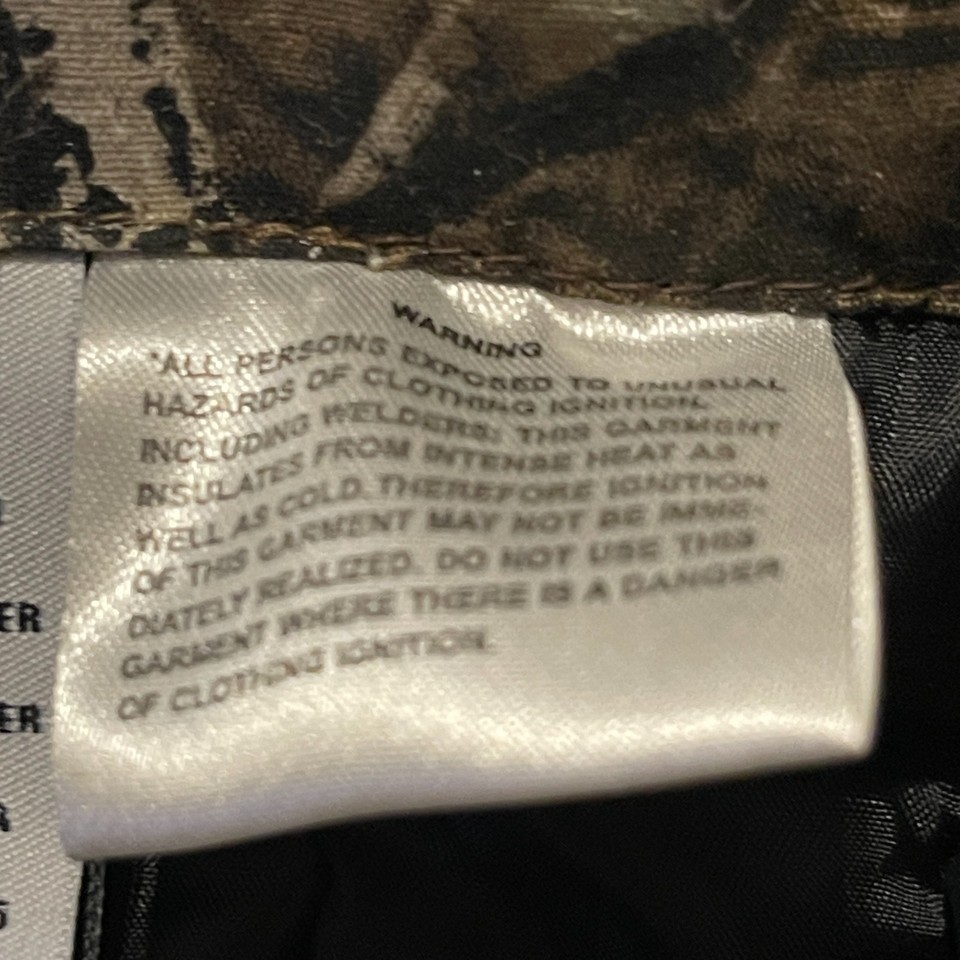 WARNING
"ALL PERSONS EXPOSED TO UNUSUAL
HAZARDS OF CLOTHING IGNITION,
INCLUDING WELDERS: THIS GARMENT
INSULATES FROM INTENSE HEAT AS
WELL AS COLD. THEREFORE IGNITION
OF THIS GARMENT MAY NOT BE IMME-
DIATELY REALIZED. DO NOT USE THIS
GARMENT WHERE THERE IS A DANGER
OF CLOTHING IGNITION.
ER
ER